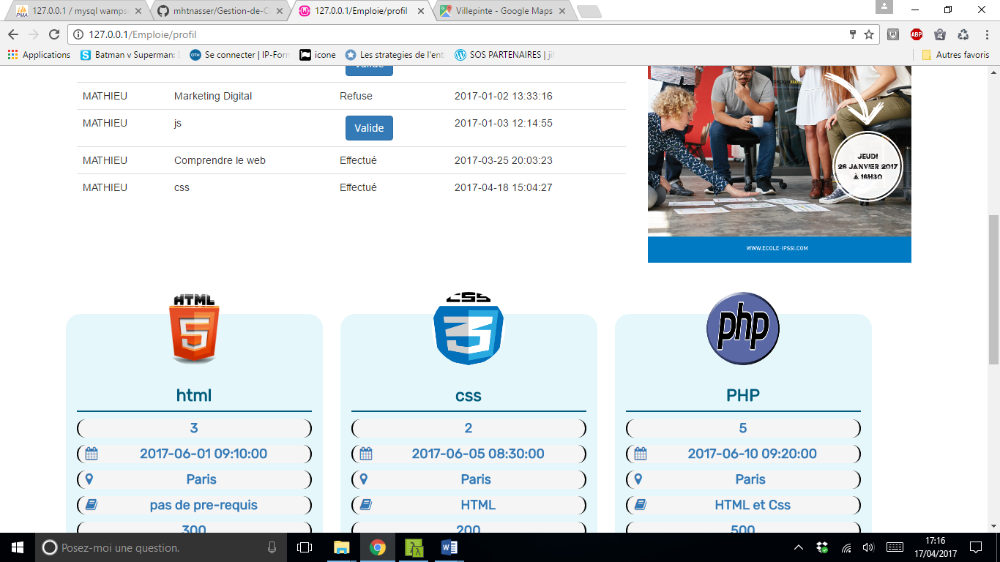 127.0.0.1 / mysql wampse
mhtnasser/Gestion-de-C
127.0.0.1/Emploie/profil
Villepinte - Google Maps
127.0.0.1/Emploie/profil
Applications
Batman v Superman:
Se connecter | IP-Form
icone
Les strategies de l'ent
SOS PARTENAIRES | ji
Autres favoris
Valide
MATHIEU Marketing Digital Refuse 2017-01-02 13:33:16
MATHIEU js Valide 2017-01-03 12:14:55
MATHIEU Comprendre le web Effectué 2017-03-25 20:03:23
MATHIEU css Effectué 2017-04-18 15:04:27
JEUDI
26 JANVIER 2017
À 16H30
WWW.ECOLE-IPSSI.COM
HTML
5
html
3
2017-06-01 09:10:00
Paris
pas de pre-requis
300
CSS
3
css
2
2017-06-05 08:30:00
Paris
HTML
200
php
PHP
5
2017-06-10 09:20:00
Paris
HTML et Css
500
Posez-moi une question.
17:16
17/04/2017